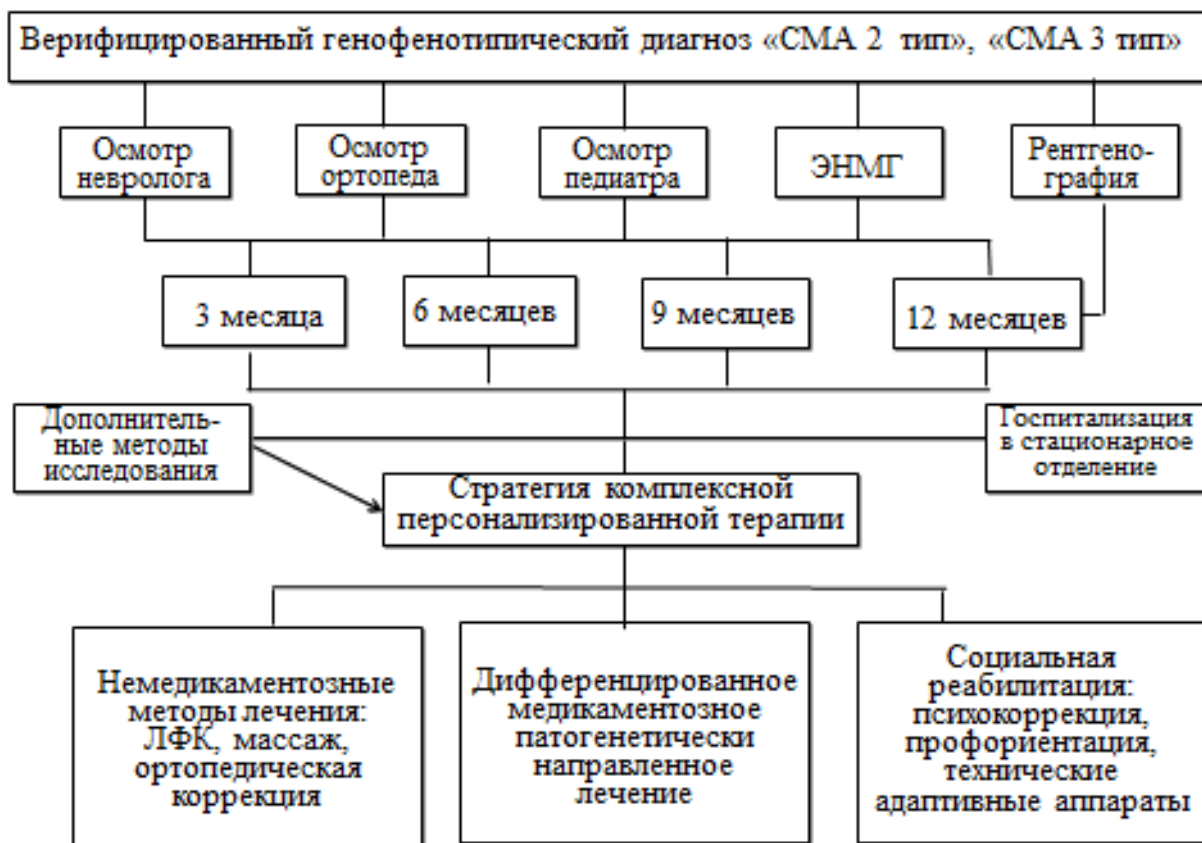 Верифицированный генофенотипический диагноз «СМА 2 тип», «СМА 3 тип»
Осмотр
невролога
Осмотр
ортопеда
Осмотр
педиатра
ЭНМГ
Рентгено-
графия
3 месяца
6 месяцев
9 месяцев
12 месяцев
Дополнитель-
ные методы
исследования
Госпитализация
в стационарное
отделение
Стратегия комплексной
персонализированной терапии
Немедикаментозные
методы лечения:
ЛФК, массаж,
ортопедическая
коррекция
Дифференцированное
медикаментозное
патогенетически
направленное
лечение
Социальная
реабилитация:
психокоррекция,
профориентация,
технические
адаптивные аппараты